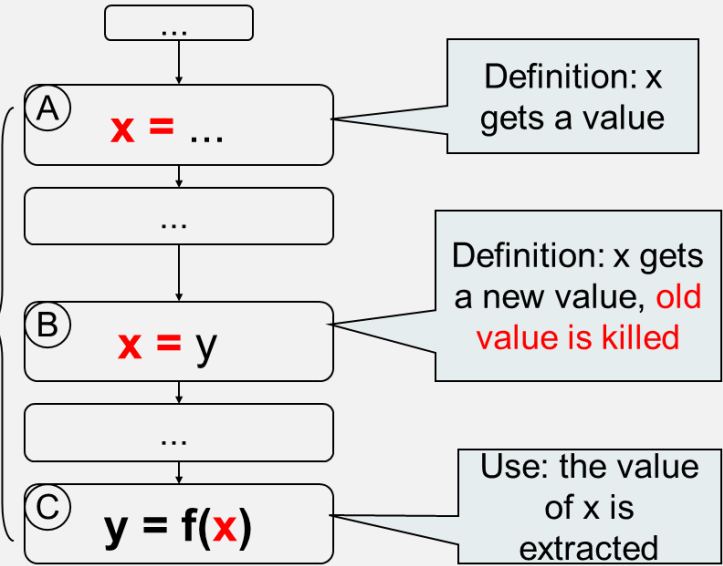 ...
A
x = ...
Definition: x
gets a value
...
Definition: x gets
a new value, old
value is killed
B
x = y
...
Use: the value
of x is
extracted
C
y = f(x)